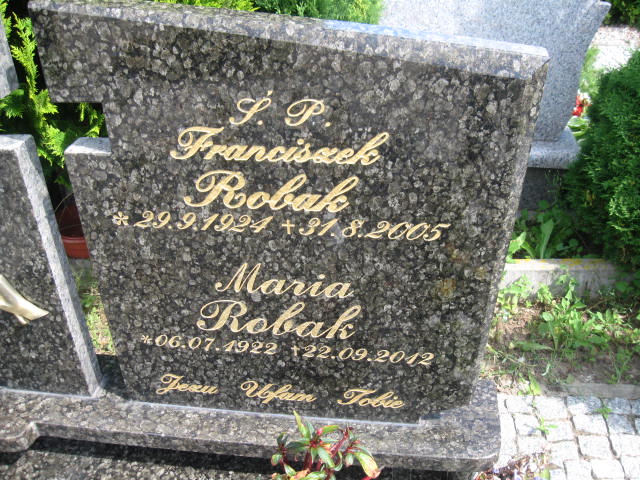 Ś. P.
Franciszek
Robak
*29.9.1924 +31.8.2005
Maria
Robak
*06.07.1922 +22.09.2012
Jezu Ufam Tobie